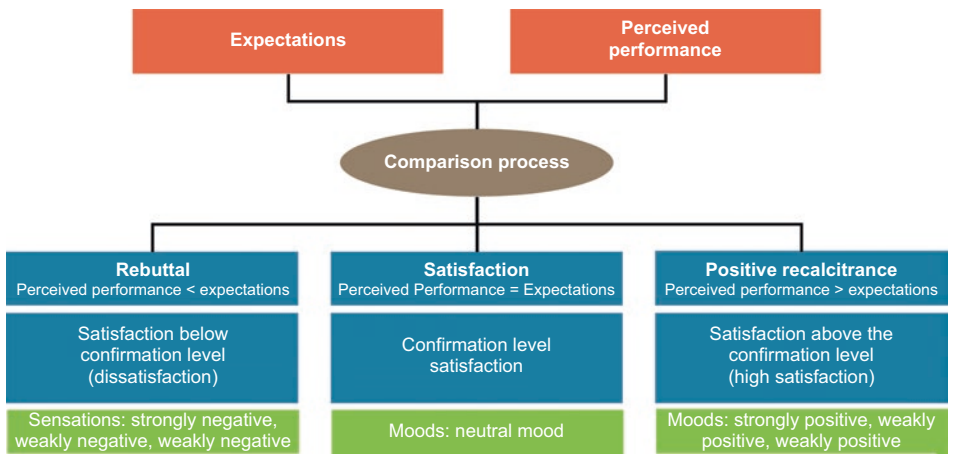 Expectations
Perceived
performance
Comparison process
Rebuttal
Perceived performance < expectations
Satisfaction
Perceived Performance = Expectations
Positive recalcitrance
Perceived performance > expectations
Satisfaction below
confirmation level
(dissatisfaction)
Confirmation level
satisfaction
Satisfaction above the
confirmation level
(high satisfaction)
Sensations: strongly negative,
weakly negative, weakly negative
Moods: neutral mood
Moods: strongly positive, weakly
positive, weakly positive